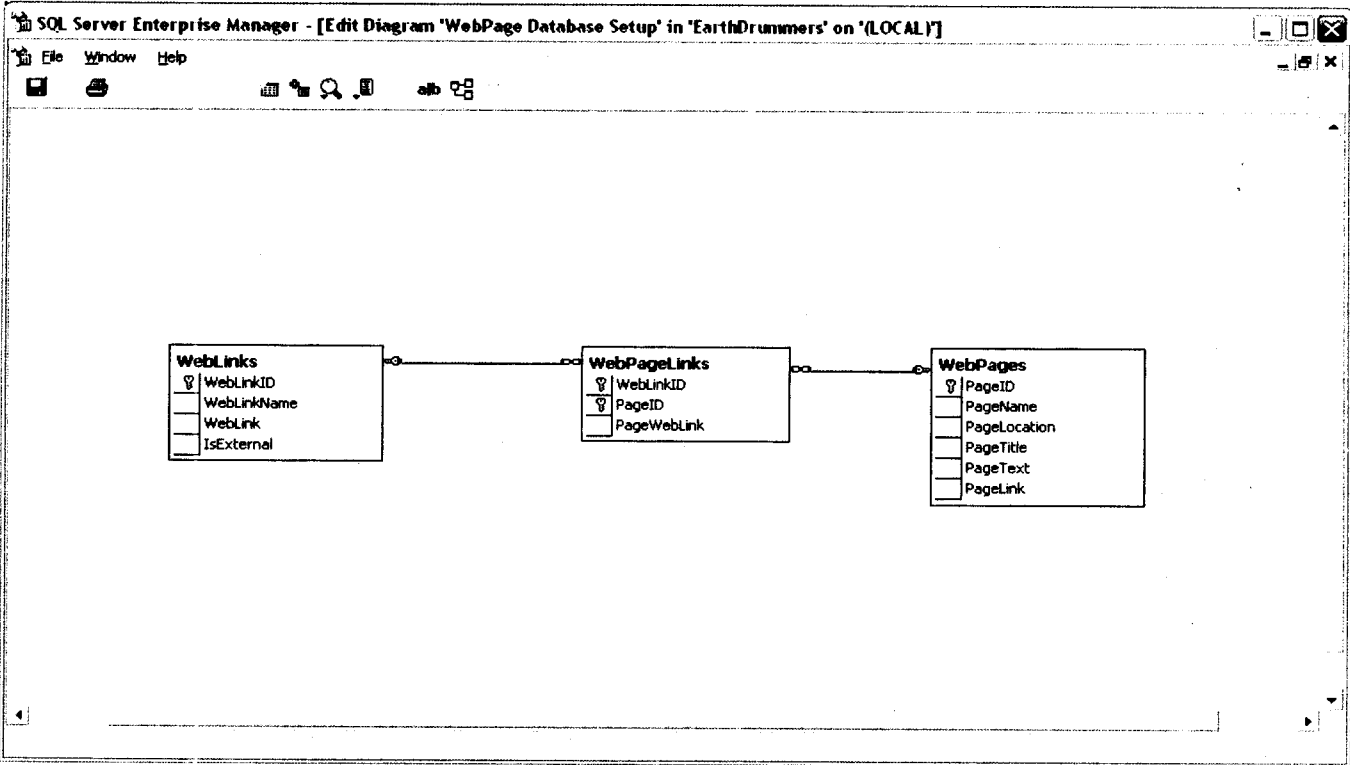 SQL Server Enterprise Manager - [Edit Diagram 'WebPage Database Setup' in 'EarthDrummers' on '(LOCAL)']
File Window Help
ab
WebLinks
WebLinkID
WebLinkName
WebLink
IsExternal
WebPageLinks
WebLinkID
PageID
PageWebLink
WebPages
PageID
PageName
PageLocation
PageTitle
PageText
PageLink